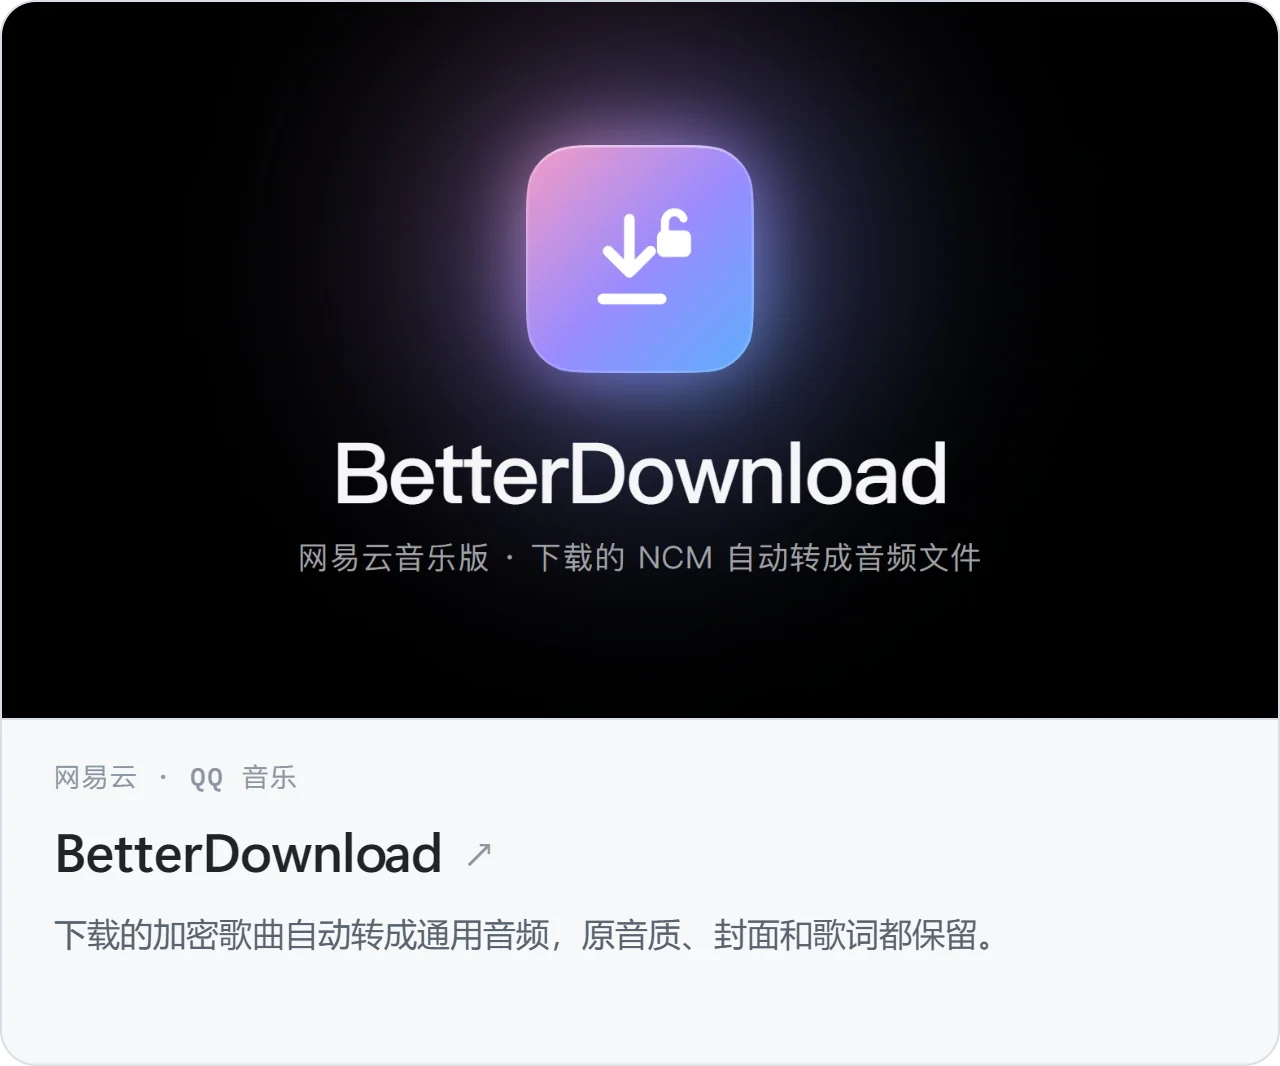 BetterDownload
网易云音乐版 · 下载的 NCM 自动转成音频文件
网易云 · QQ 音乐
BetterDownload ↗
下载的加密歌曲自动转成通用音频，原音质、封面和歌词都保留。